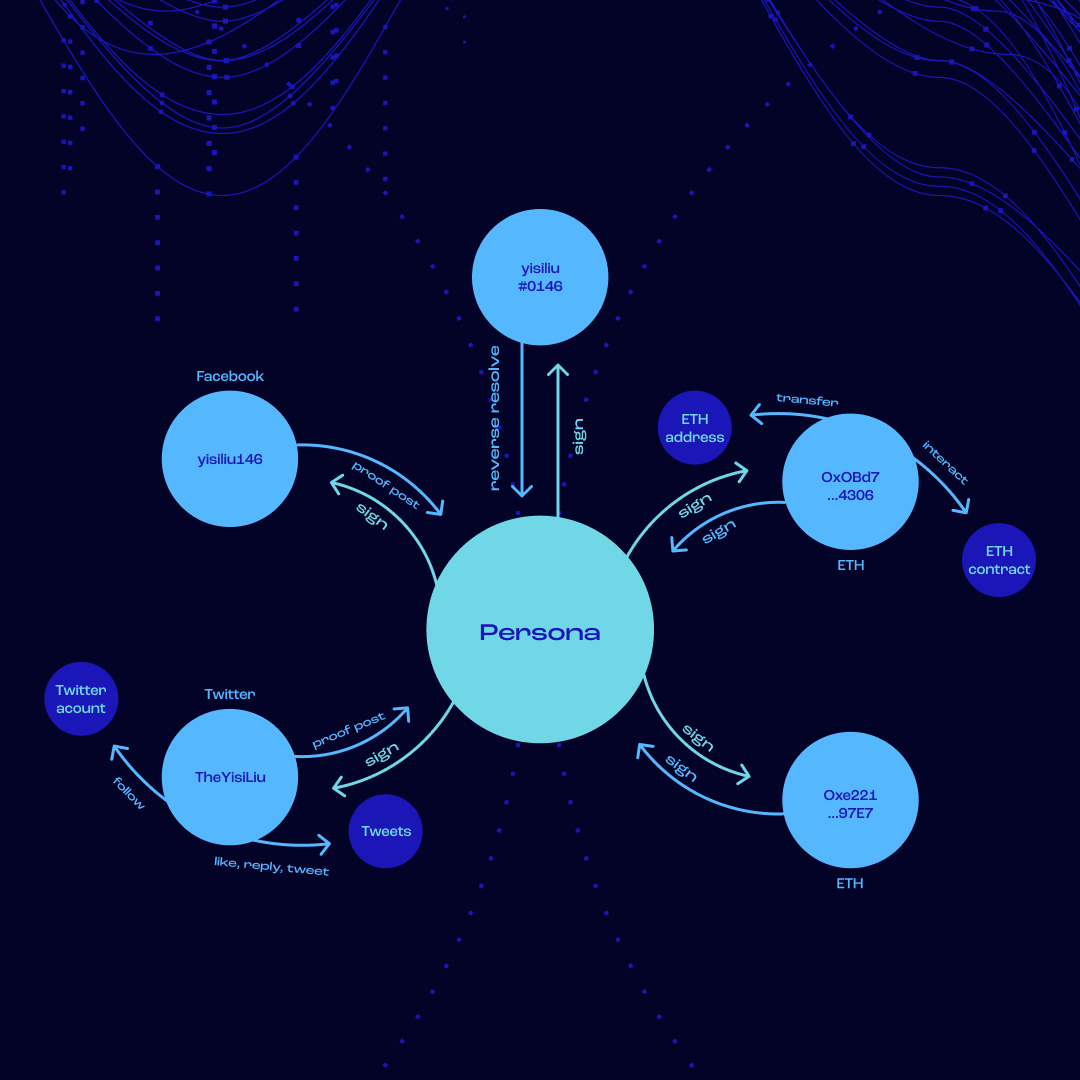 yisiliu
#0146
reverse resolve
sign
Facebook
yisiliu146
proof post
sign
ETH
address
transfer
OxOBd7
...4306
ETH
interact
ETH
contract
sign
sign
Persona
Twitter
acount
Twitter
TheYisiLiu
proof post
sign
follow
like, reply, tweet
Tweets
sign
sign
Oxe221
...97E7
ETH